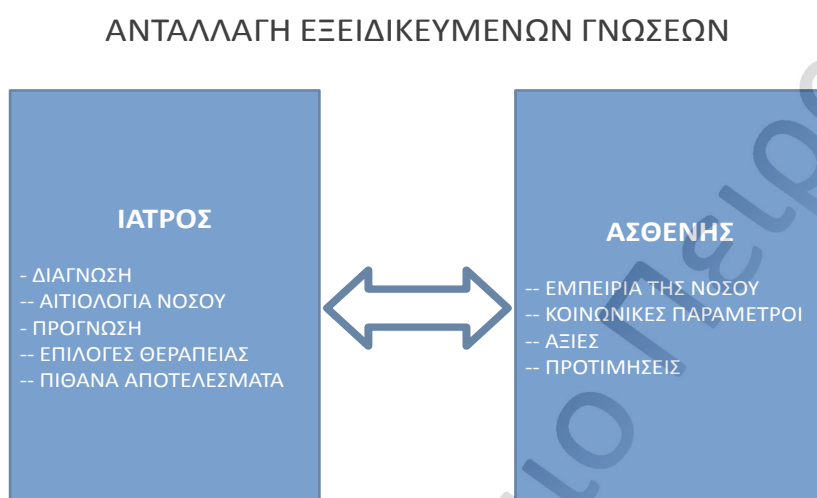 ΑΝΤΑΛΛΑΓΗ ΕΞΕΙΔΙΚΕΥΜΕΝΩΝ ΓΝΩΣΕΩΝ
ΙΑΤΡΟΣ
- ΔΙΑΓΝΩΣΗ
-- ΑΙΤΙΟΛΟΓΙΑ ΝΟΣΟΥ
- ΠΡΟΓΝΩΣΗ
-- ΕΠΙΛΟΓΕΣ ΘΕΡΑΠΕΙΑΣ
-- ΠΙΘΑΝΑ ΑΠΟΤΕΛΕΣΜΑΤΑ
ΑΣΘΕΝΗΣ
-- ΕΜΠΕΙΡΙΑ ΤΗΣ ΝΟΣΟΥ
-- ΚΟΙΝΩΝΙΚΕΣ ΠΑΡΑΜΕΤΡΟΙ
-- ΑΞΙΕΣ
-- ΠΡΟΤΙΜΗΣΕΙΣ